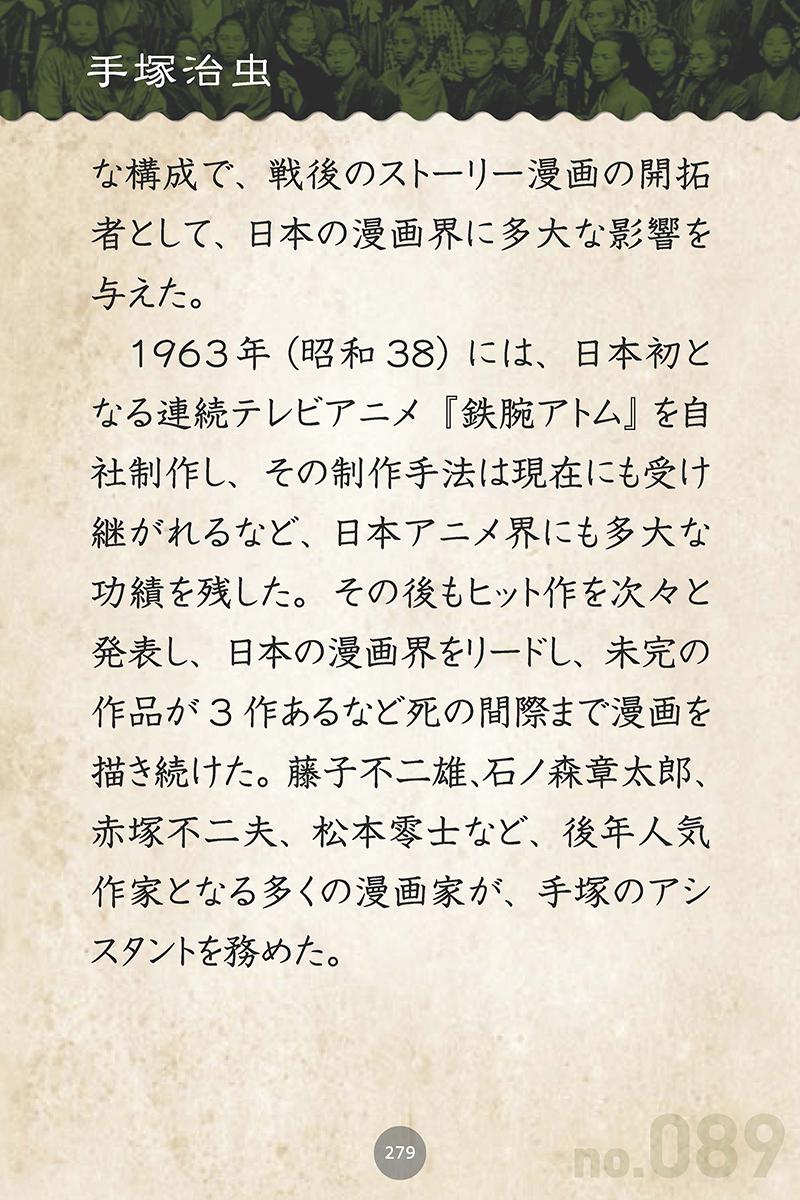 手塚治虫
な構成で、戦後のストーリー漫画の開拓
者として、日本の漫画界に多大な影響を
与えた。
　1963年（昭和38）には、日本初と
なる連続テレビアニメ『鉄腕アトム』を自
社制作し、その制作手法は現在にも受け
継がれるなど、日本アニメ界にも多大な
功績を残した。その後もヒット作を次々と
発表し、日本の漫画界をリードし、未完の
作品が3作あるなど死の間際まで漫画を
描き続けた。藤子不二雄、石ノ森章太郎、
赤塚不二夫、松本零士など、後年人気
作家となる多くの漫画家が、手塚のアシ
スタントを務めた。
279
no.089